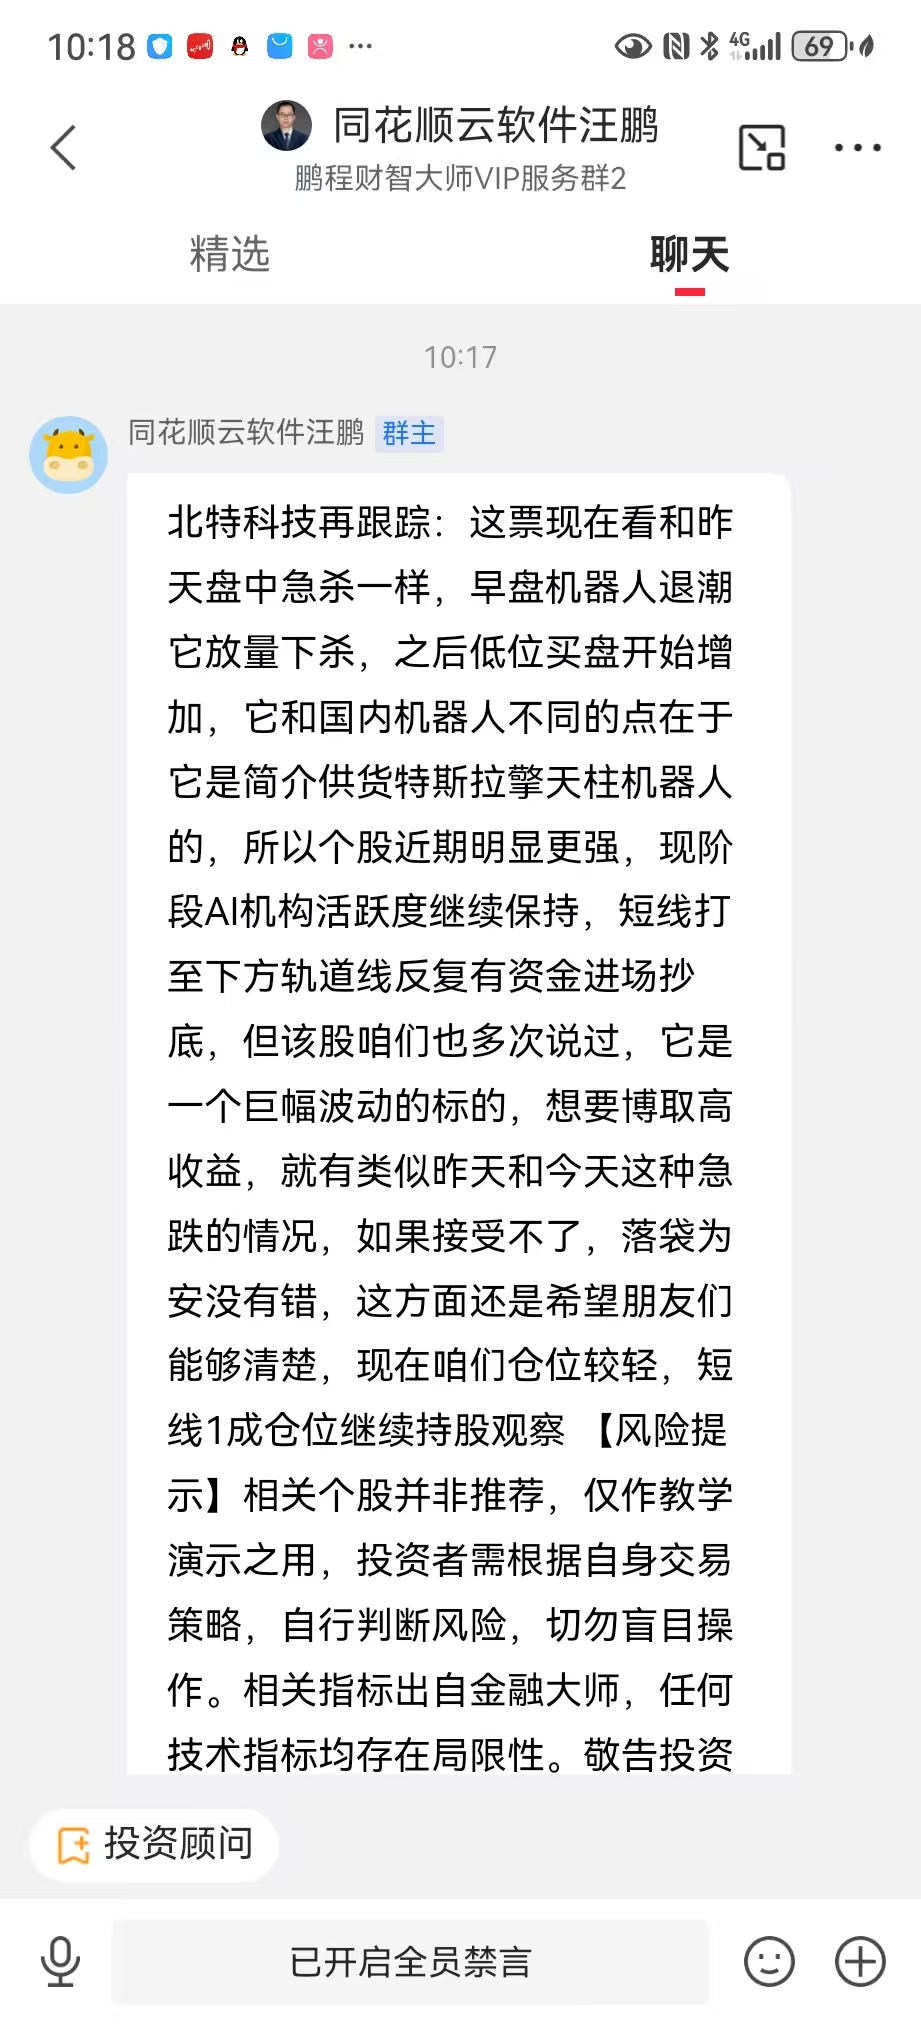 10:18
4G
69
同花顺云软件汪鹏
鹏程财智大师VIP服务群2
精选
聊天
10:17
同花顺云软件汪鹏 群主
北特科技再跟踪：这票现在看和昨
天盘中急杀一样，早盘机器人退潮
它放量下杀，之后低位买盘开始增
加，它和国内机器人不同的点在于
它是简介供货特斯拉擎天柱机器人
的，所以个股近期明显更强，现阶
段AI机构活跃度继续保持，短线打
至下方轨道线反复有资金进场抄
底，但该股咱们也多次说过，它是
一个巨幅波动的标的，想要博取高
收益，就有类似昨天和今天这种急
跌的情况，如果接受不了，落袋为
安没有错，这方面还是希望朋友们
能够清楚，现在咱们仓位较轻，短
线1成仓位继续持股观察 【风险提
示】相关个股并非推荐，仅作教学
演示之用，投资者需根据自身交易
策略，自行判断风险，切勿盲目操
作。相关指标出自金融大师，任何
技术指标均存在局限性。敬告投资
投资顾问
已开启全员禁言